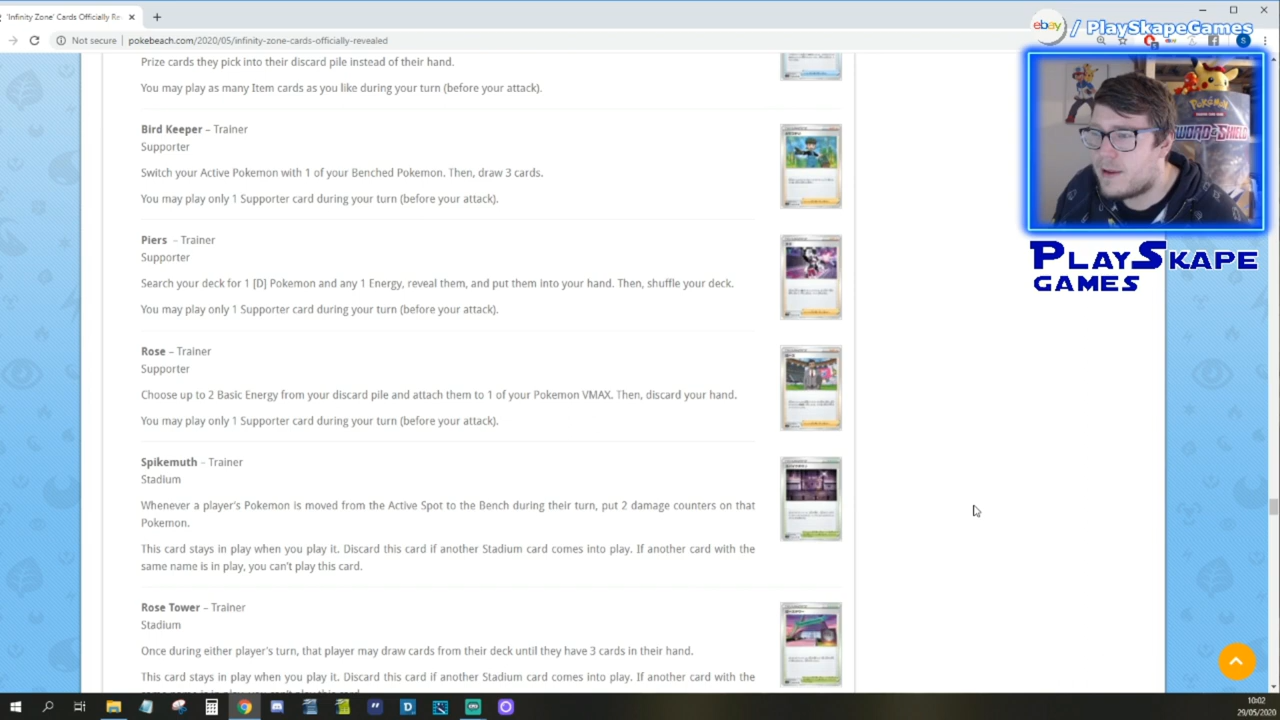 'Infinity Zone' Cards Officially Re
Not secure | pokebeach.com/2020/05/infinity-zone-cards-officially-revealed
ebay / PlaySkapeGames
Prize cards they pick into their discard pile instead of their hand.
You may play as many Item cards as you like during your turn (before your attack).
Bird Keeper – Trainer
Supporter
Switch your Active Pokemon with 1 of your Benched Pokemon. Then, draw 3 cards.
You may play only 1 Supporter card during your turn (before your attack).
Piers – Trainer
Supporter
Search your deck for 1 [D] Pokemon and any 1 Energy, reveal them, and put them into your hand. Then, shuffle your deck.
You may play only 1 Supporter card during your turn (before your attack).
Rose – Trainer
Supporter
Choose up to 2 Basic Energy from your discard pile and attach them to 1 of your Pokemon VMAX. Then, discard your hand.
You may play only 1 Supporter card during your turn (before your attack).
Spikemuth – Trainer
Stadium
Whenever a player's Pokemon is moved from the Active Spot to the Bench during their turn, put 2 damage counters on that
Pokemon.
This card stays in play when you play it. Discard this card if another Stadium card comes into play. If another card with the
same name is in play, you can't play this card.
Rose Tower – Trainer
Stadium
Once during either player's turn, that player may draw cards from their deck until they have 3 cards in their hand.
This card stays in play when you play it. Discard this card if another Stadium card comes into play. If another card with the
POKÉMON
SWORD & SHIELD
PLAYSKAPE
GAMES
10:02
29/05/2020